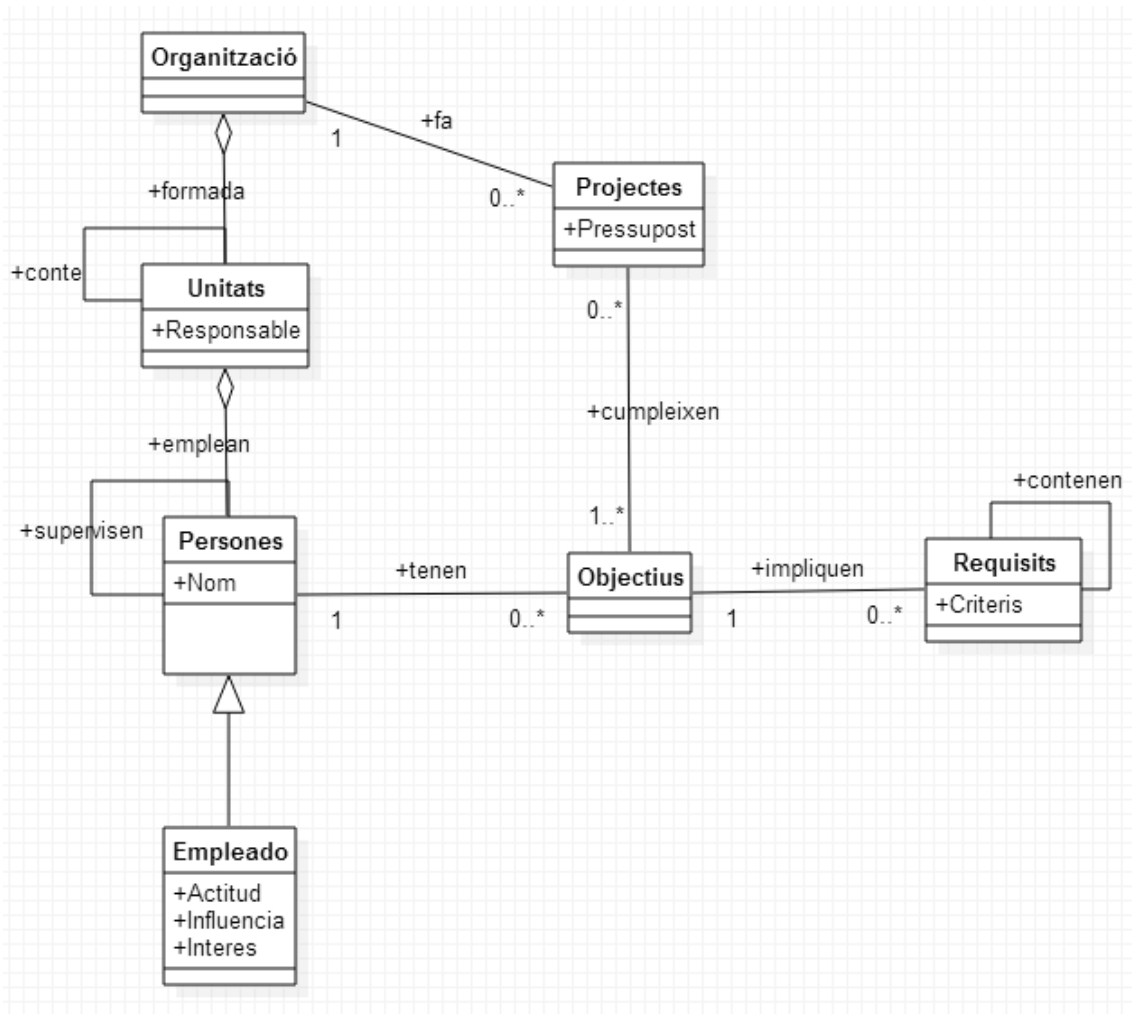 Organització
+fa
1
0..*
Projectes
+Pressupost
+formada
+conte
Unitats
+Responsable
0..*
+cumpleixen
+emplean
+supervisen
Persones
+Nom
1..*
+contenen
+tenen
1
0..*
Objectius
+impliquen
1
0..*
Requisits
+Criteris
Empleado
+Actitud
+Influencia
+Interes